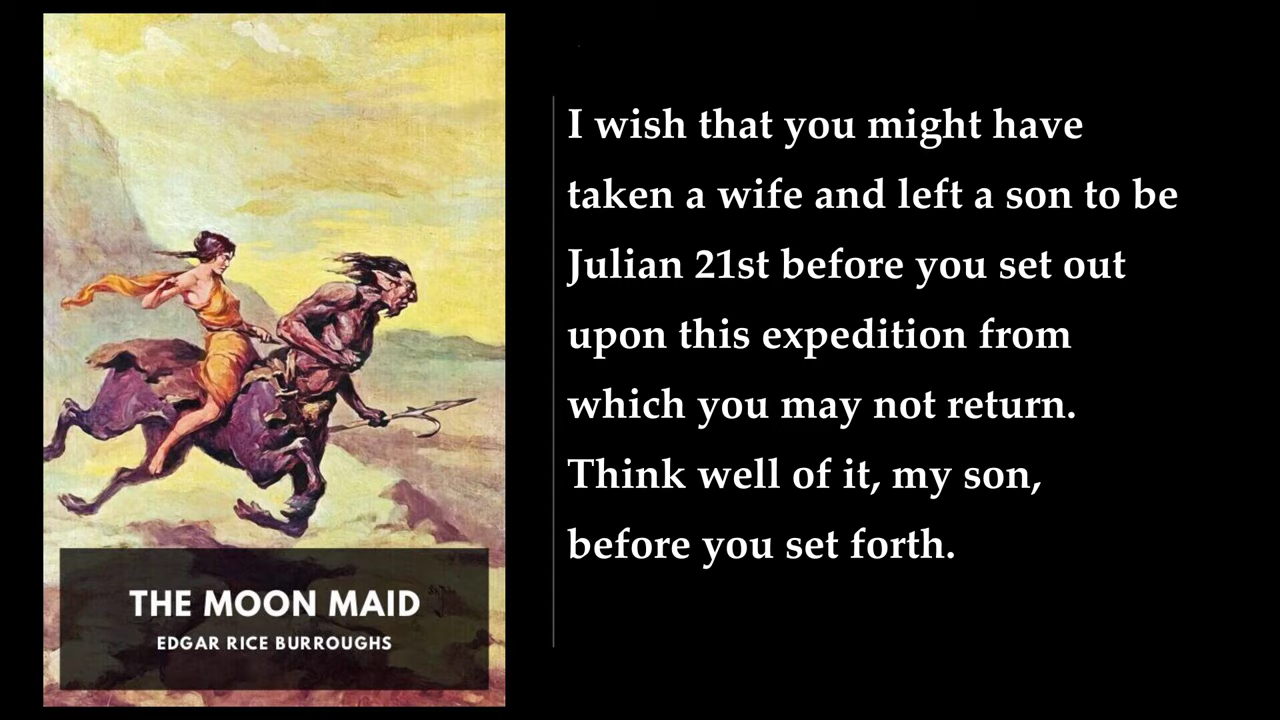 THE MOON MAID
EDGAR RICE BURROUGHS
I wish that you might have
taken a wife and left a son to be
Julian 21st before you set out
upon this expedition from
which you may not return.
Think well of it, my son,
before you set forth.